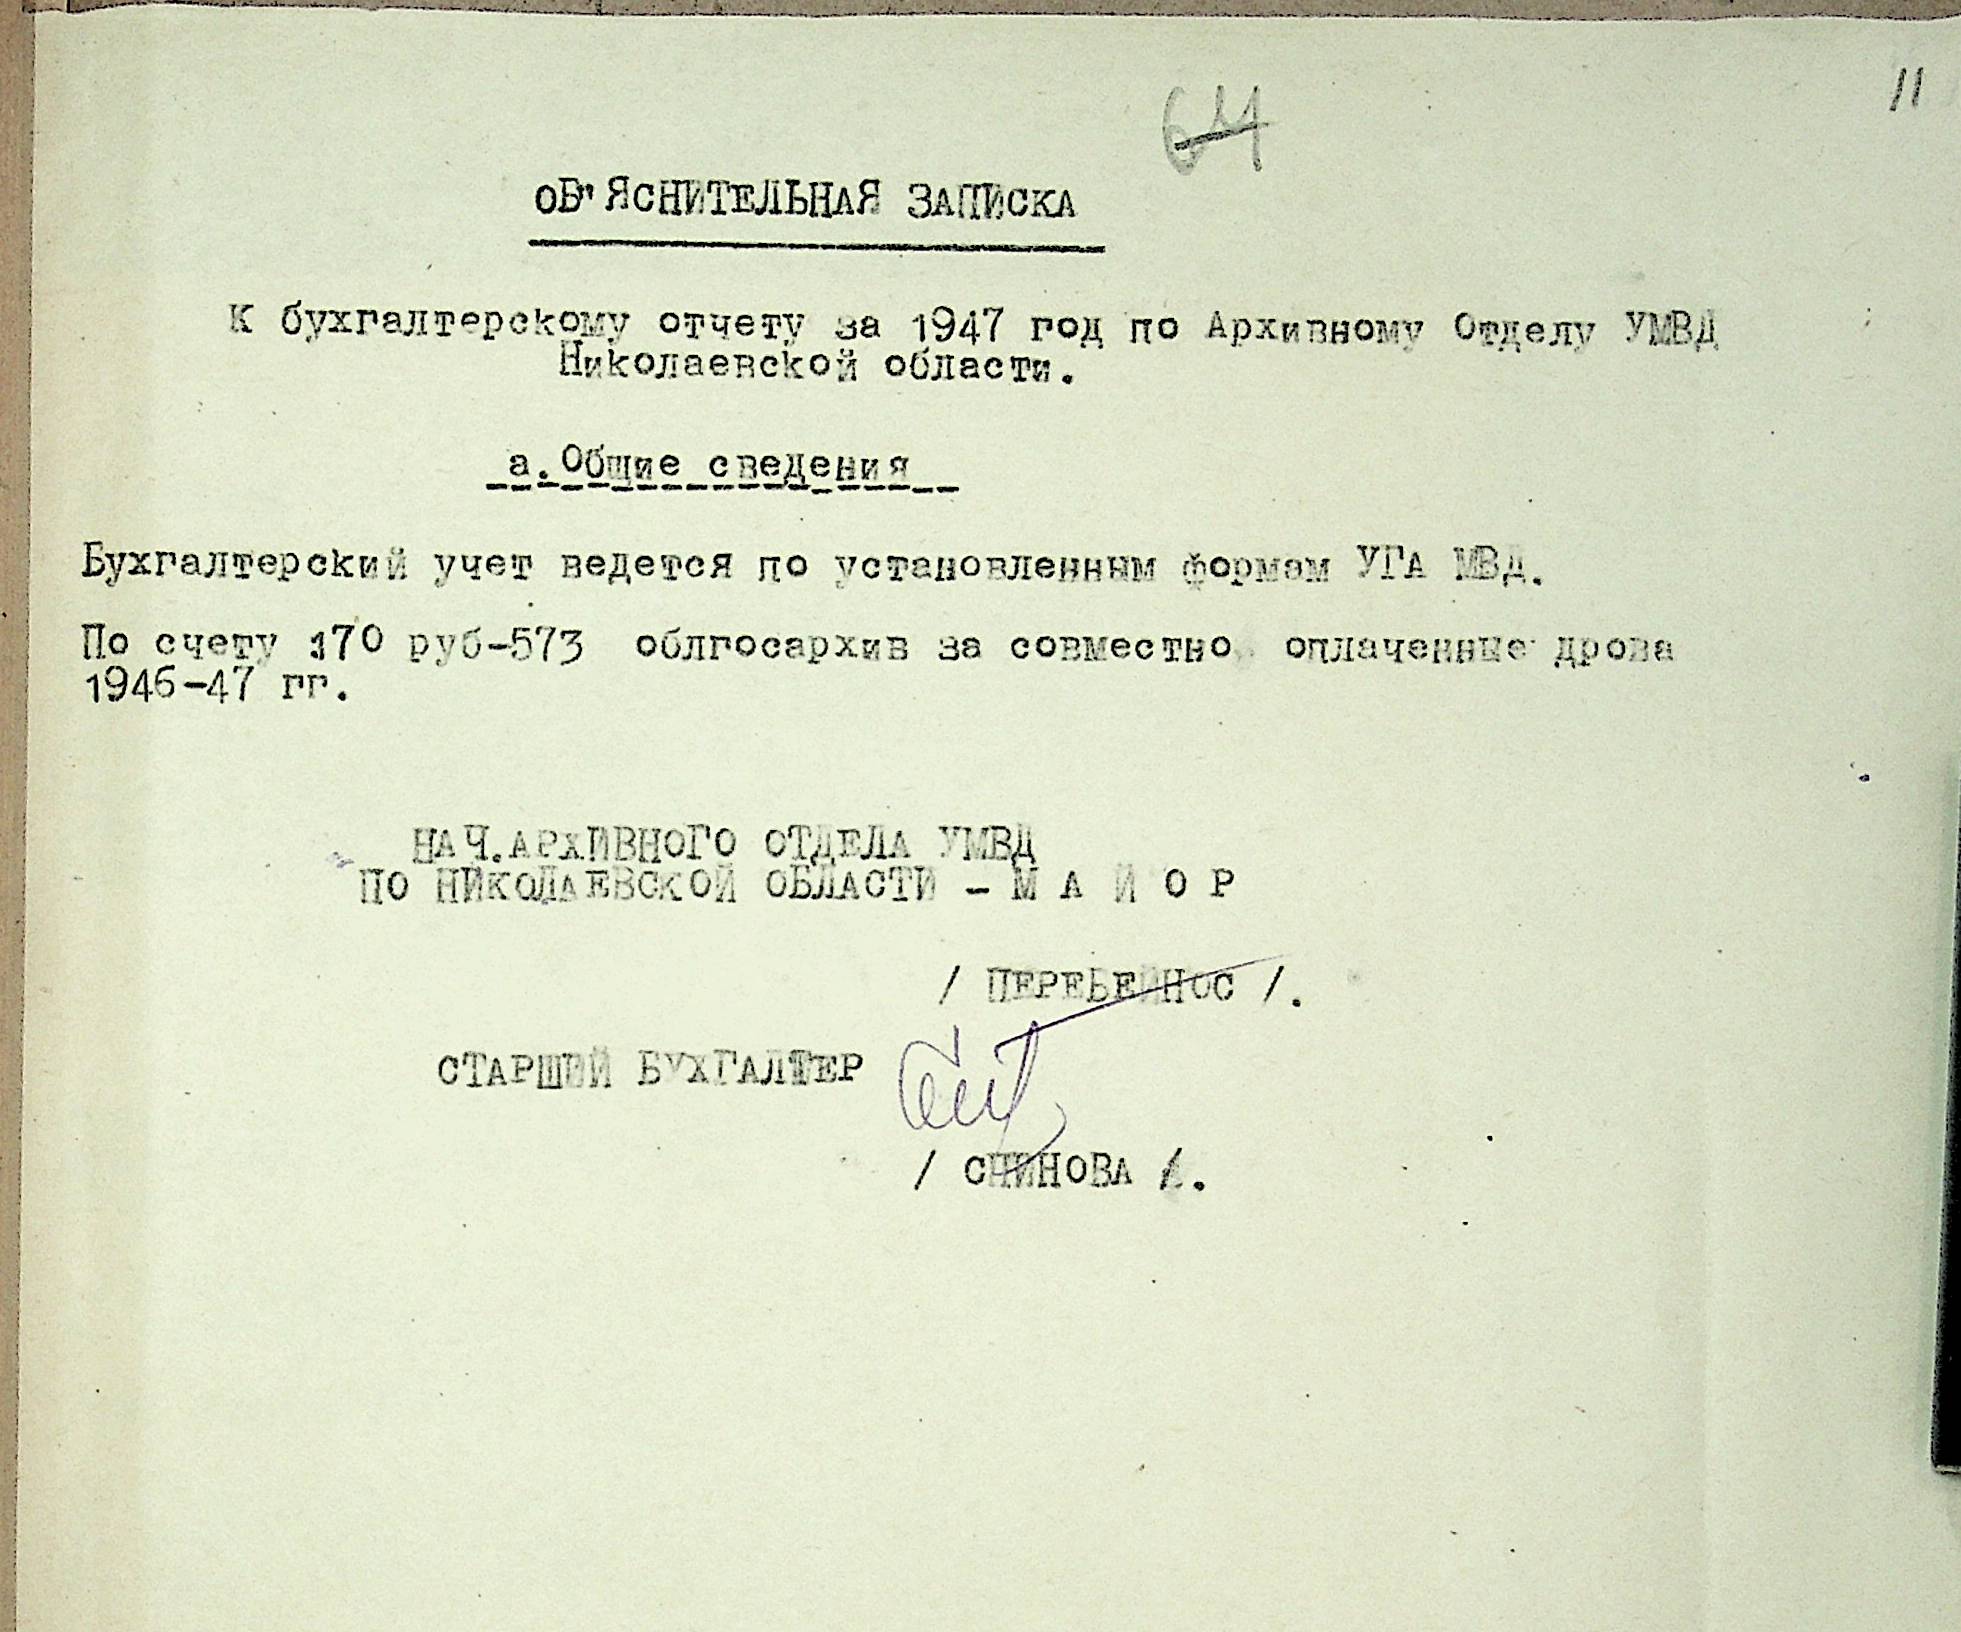 11
64
ОБ"ЯСНИТЕЛЬНАЯ ЗАПИСКА
К бухгалтерскому отчету за 1947 год по Архивному Отделу УМВД
Николаевской области.
а.Общие сведения
Бухгалтерский учет ведется по установленным формам УГА МВД.
По счету 170 руб-573 облгосархив за совместно оплаченные дрова
1946-47 гг.
НАЧ.АРХИВНОГО ОТДЕЛА УМВД
ПО НИКОЛАЕВСКОЙ ОБЛАСТИ - М А Й О Р
/ ПЕРЕБЕЙНОС /.
СТАРШИЙ БУХГАЛТЕР
/ СЧИНОВА /.